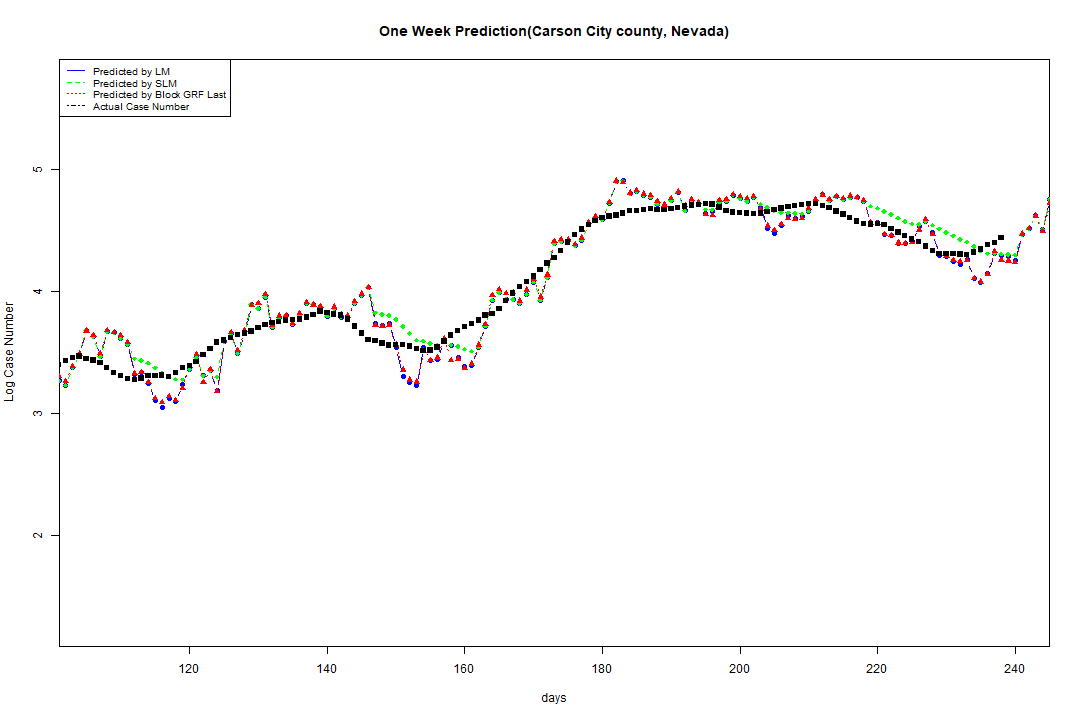 One Week Prediction(Carson City county, Nevada)
Predicted by LM
Predicted by SLM
Predicted by Block GRF Last
Actual Case Number
5
4
3
2
Log Case Number
120 140 160 180 200 220 240
days